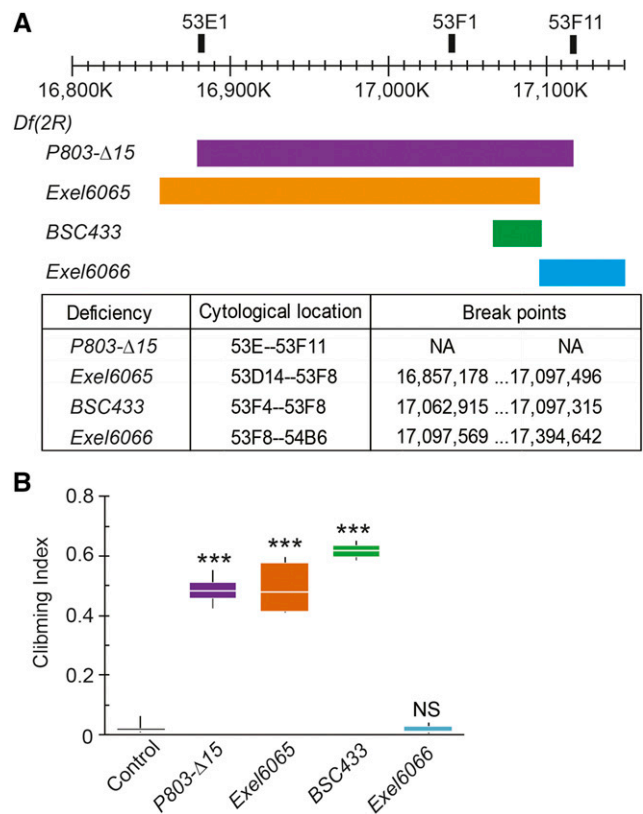 A
53E1 53F1 53F11
16,800K 16,900K 17,000K 17,100K
Df(2R)
P803-Δ15
Exel6065
BSC433
Exel6066
Deficiency Cytological location Break points
P803-Δ15 53E--53F11 NA NA
Exel6065 53D14--53F8 16,857,178 ...17,097,496
BSC433 53F4--53F8 17,062,915 ...17,097,315
Exel6066 53F8--54B6 17,097,569 ...17,394,642
B
0.8
0.6
0.4
0.2
0
Clibming Index
*** *** *** NS
Control P803-Δ15 Exel6065 BSC433 Exel6066